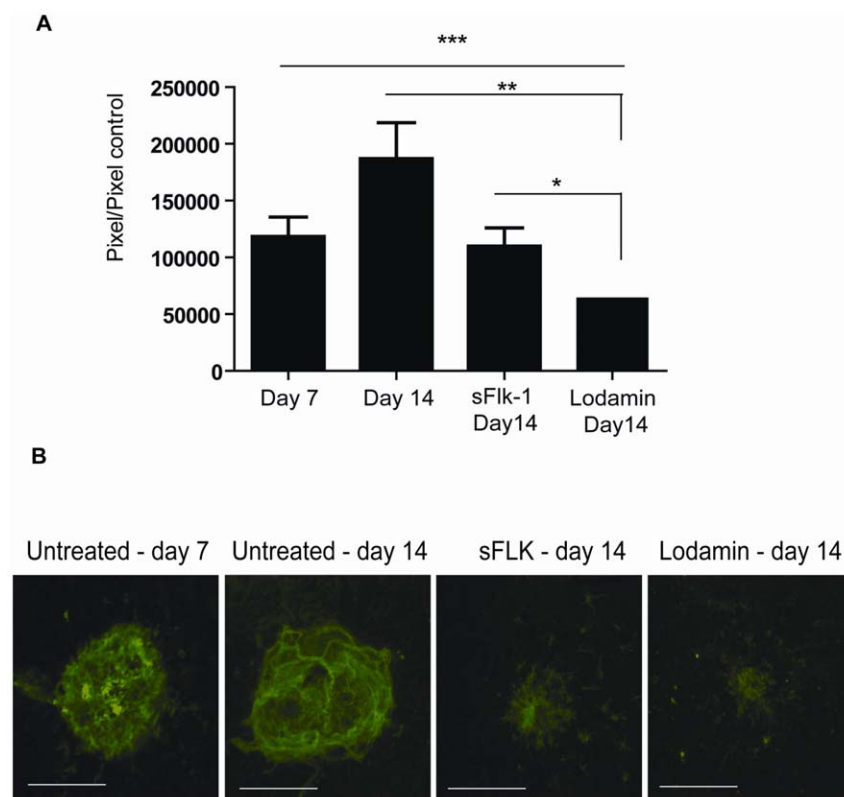 A
***
**
*
Pixel/Pixel control
250000
200000
150000
100000
50000
0
Day 7
Day 14
sFlk-1
Day14
Lodamin
Day14
B
Untreated - day 7
Untreated - day 14
sFLK - day 14
Lodamin - day 14